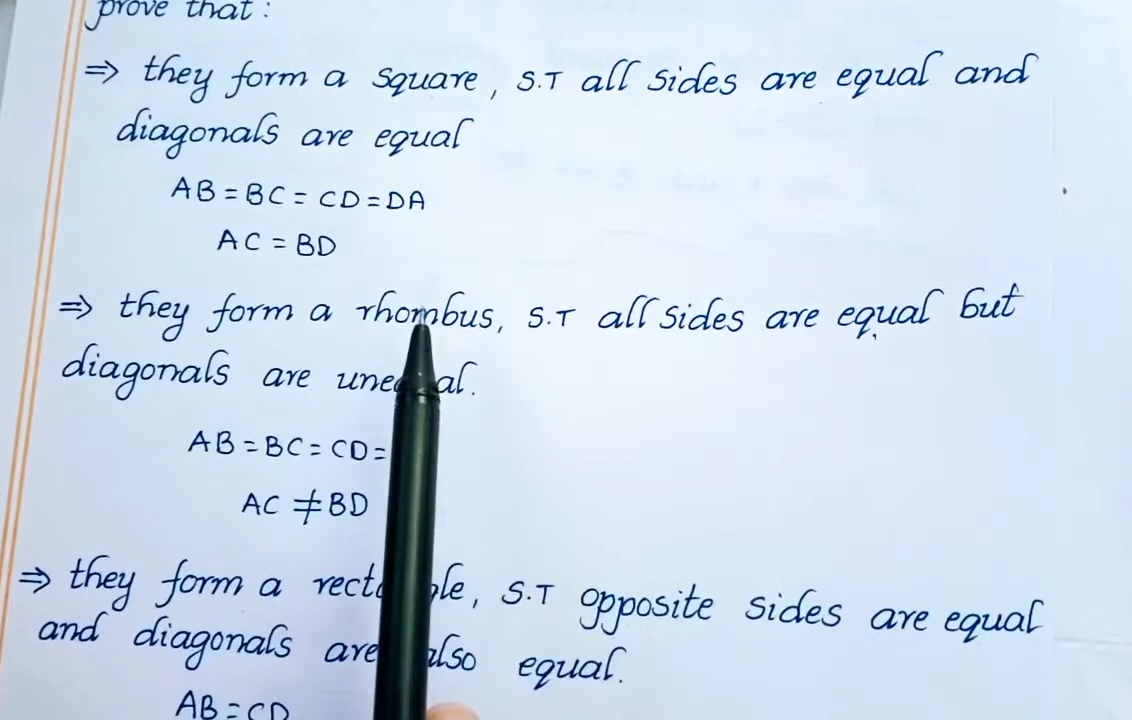 prove that :
⇒ they form a square, S.T all sides are equal and
diagonals are equal
AB = BC = CD = DA
AC = BD
⇒ they form a rhombus, S.T all sides are equal but
diagonals are
AB = BC = CD =
AC ≠ BD
⇒ they form a S.T opposite sides are equal
and diagonals are also equal.
AB = CD